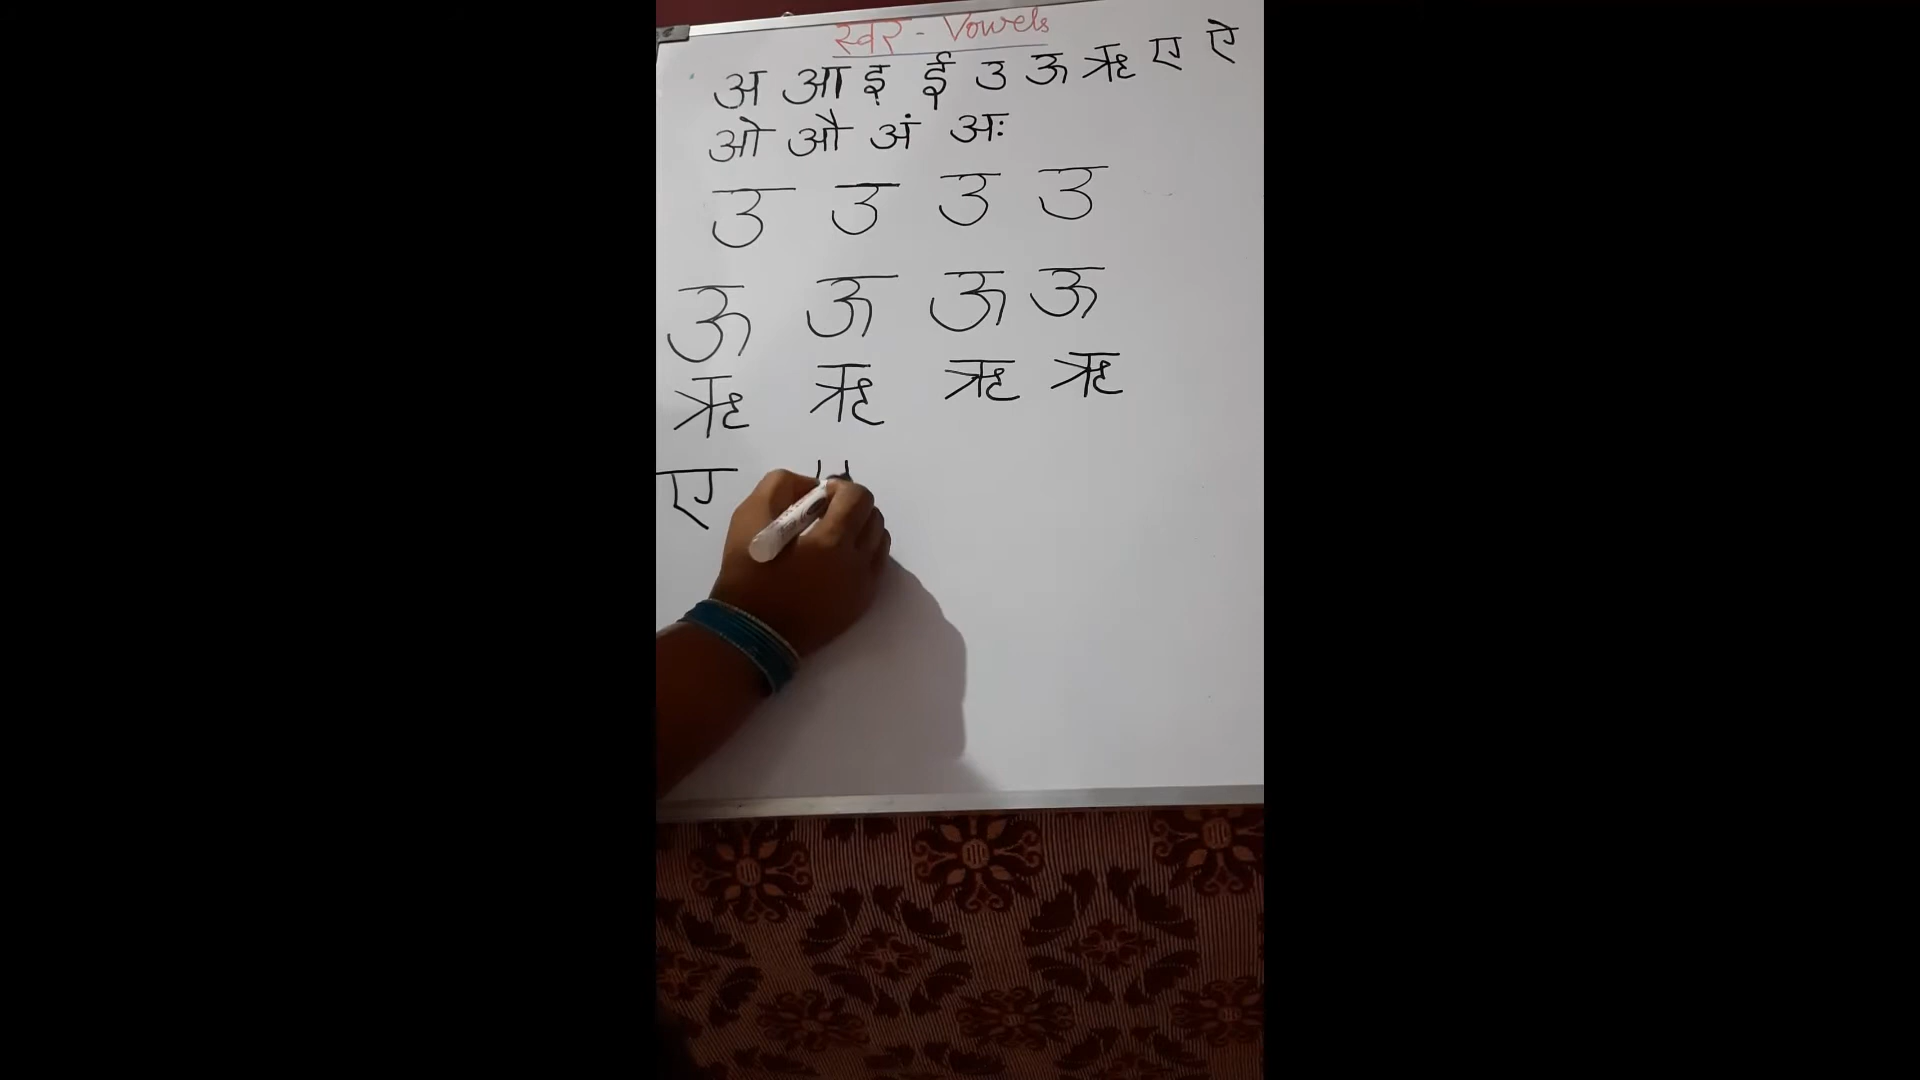 स्वर - Vowels
अ आ इ ई उ ऊ ऋ ए ऐ
ओ औ अं अः
उ उ उ उ
ऊ ऊ ऊ ऊ
ऋ ऋ ऋ ऋ
ए